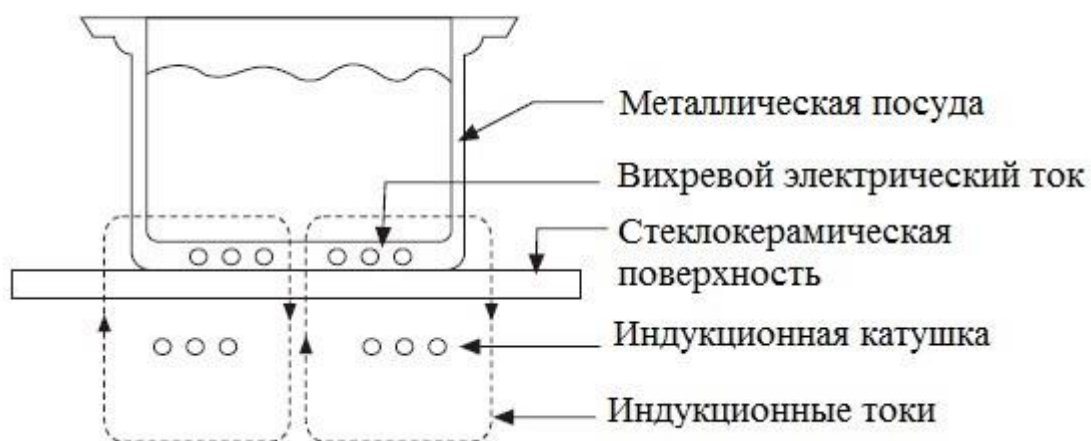 Металлическая посуда
Вихревой электрический ток
Стеклокерамическая
поверхность
Индукционная катушка
Индукционные токи